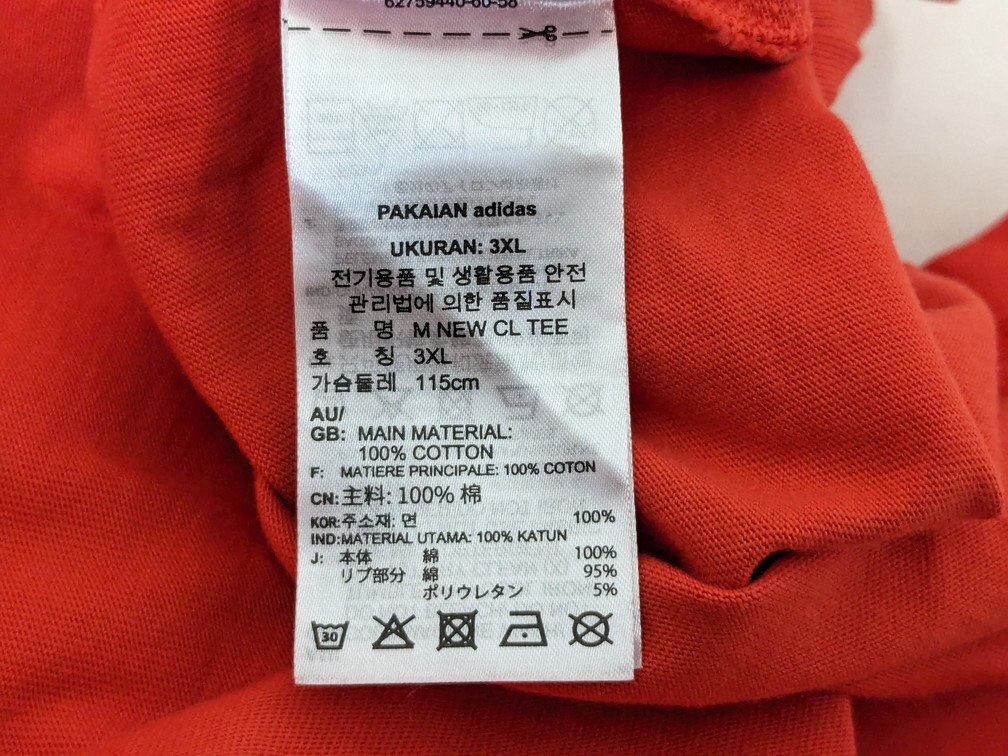 62759440-60-58
PAKAIAN adidas
UKURAN: 3XL
전기용품 및 생활용품 안전
관리법에 의한 품질표시
품 명 M NEW CL TEE
호 칭 3XL
가슴둘레 115cm
AU/
GB: MAIN MATERIAL:
100% COTTON
F: MATIERE PRINCIPALE: 100% COTON
CN: 主料: 100% 棉
KOR:주소재: 면 100%
IND:MATERIAL UTAMA: 100% KATUN
J: 本体 綿 100%
リブ部分 綿 95%
ポリウレタン 5%
30